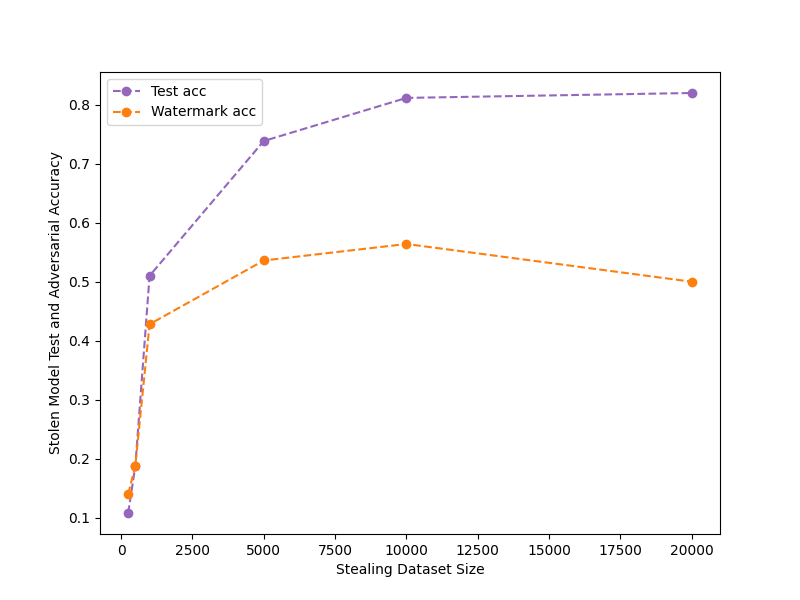 Test acc
Watermark acc
0.8
0.7
0.6
0.5
0.4
0.3
0.2
0.1
Stolen Model Test and Adversarial Accuracy
0 2500 5000 7500 10000 12500 15000 17500 20000
Stealing Dataset Size